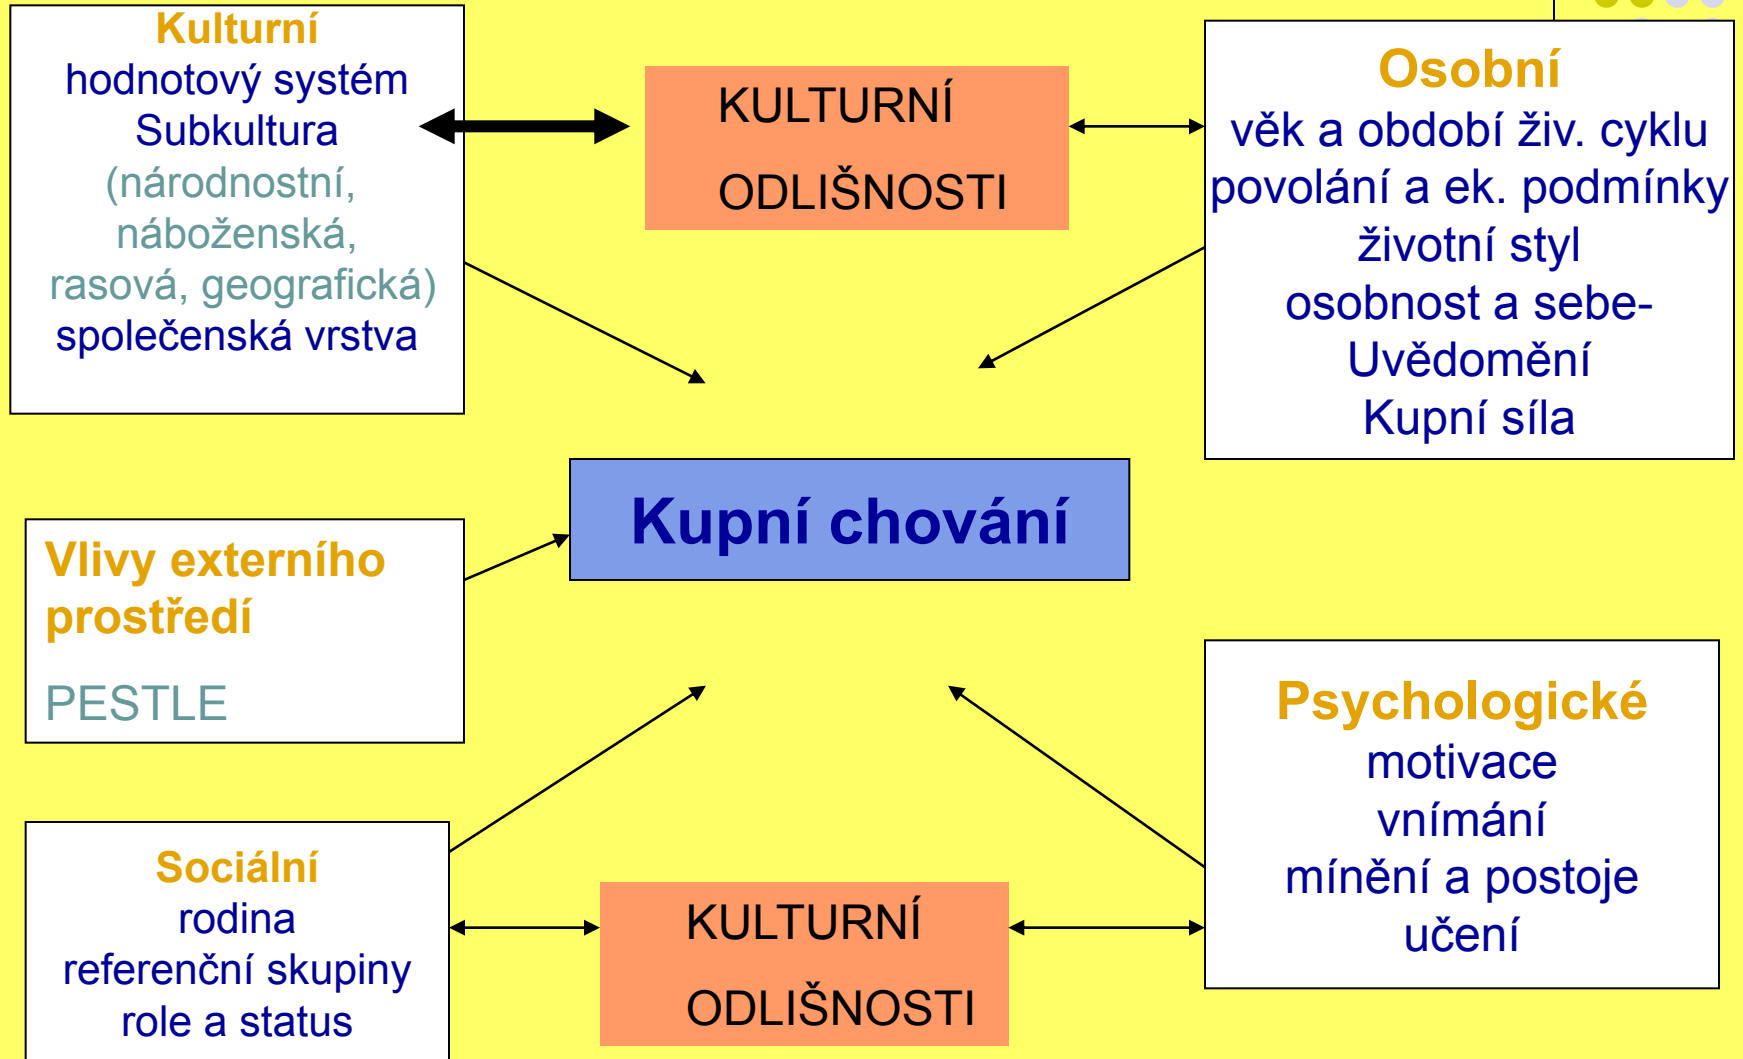 Kulturní
hodnotový systém
Subkultura
(národnostní,
náboženská,
rasová, geografická)
společenská vrstva
KULTURNÍ
ODLIŠNOSTI
Osobní
věk a období živ. cyklu
povolání a ek. podmínky
životní styl
osobnost a sebe-
Uvědomění
Kupní síla
Kupní chování
Vlivy externího
prostředí
PESTLE
Psychologické
motivace
vnímání
mínění a postoje
učení
Sociální
rodina
referenční skupiny
role a status
KULTURNÍ
ODLIŠNOSTI